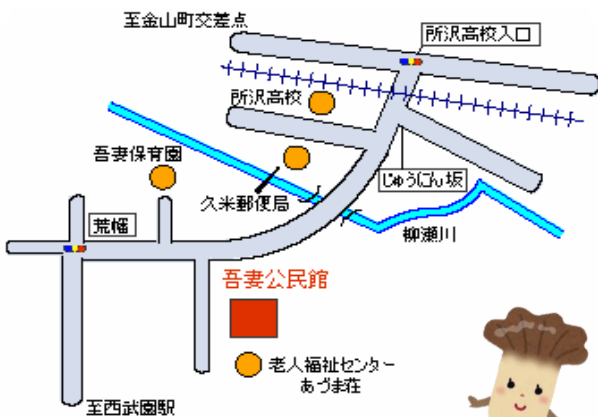 至金山町交差点
所沢高校入口
所沢高校
吾妻保育園
久米郵便局
じゅうにん坂
荒幡
柳瀬川
吾妻公民館
老人福祉センター
あづま荘
至西武園駅